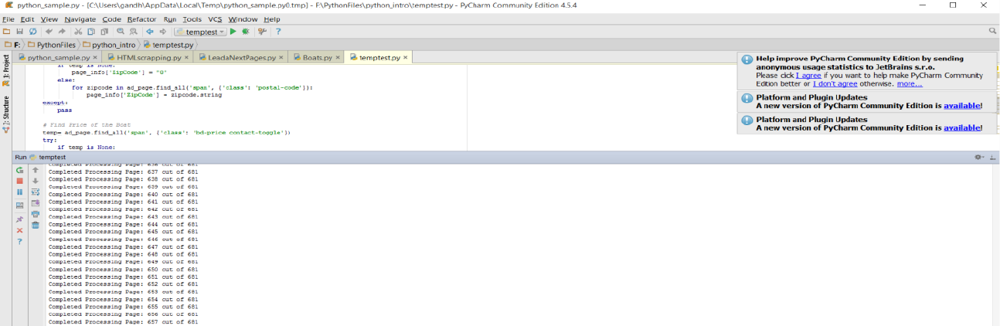 python_sample.py - [C:\Users\gandh\AppData\Local\Temp\python_sample.py0.tmp] - F:\PythonFiles\python_intro\temptest.py - PyCharm Community Edition 4.5.4
File Edit View Navigate Code Refactor Run Tools VCS Window Help
temptest
F: PythonFiles python_intro temptest.py
1: Project
7: Structure
python_sample.py × HTMLscrapping.py × LeadaNextPages.py × Boats.py × temptest.py ×
if temp is None:
page_info['ZipCode'] = "0"
else:
for zipcode in ad_page.find_all('span', {'class': 'postal-code'}):
page_info['ZipCode'] = zipcode.string
except:
pass
# Find Price of the Boat
temp= ad_page.find_all('span', {'class': 'bd-price contact-toggle'})
try:
if temp is None:
Help improve PyCharm Community Edition by sending
anonymous usage statistics to JetBrains s.r.o.
Please click I agree if you want to help make PyCharm Community
Edition better or I don't agree otherwise. more...
Platform and Plugin Updates
A new version of PyCharm Community Edition is available!
Platform and Plugin Updates
A new version of PyCharm Community Edition is available!
Run temptest
Completed Processing Page: 636 out of 681
Completed Processing Page: 637 out of 681
Completed Processing Page: 638 out of 681
Completed Processing Page: 639 out of 681
Completed Processing Page: 640 out of 681
Completed Processing Page: 641 out of 681
Completed Processing Page: 642 out of 681
Completed Processing Page: 643 out of 681
Completed Processing Page: 644 out of 681
Completed Processing Page: 645 out of 681
Completed Processing Page: 646 out of 681
Completed Processing Page: 647 out of 681
Completed Processing Page: 648 out of 681
Completed Processing Page: 649 out of 681
Completed Processing Page: 650 out of 681
Completed Processing Page: 651 out of 681
Completed Processing Page: 652 out of 681
Completed Processing Page: 653 out of 681
Completed Processing Page: 654 out of 681
Completed Processing Page: 655 out of 681
Completed Processing Page: 656 out of 681
Completed Processing Page: 657 out of 681